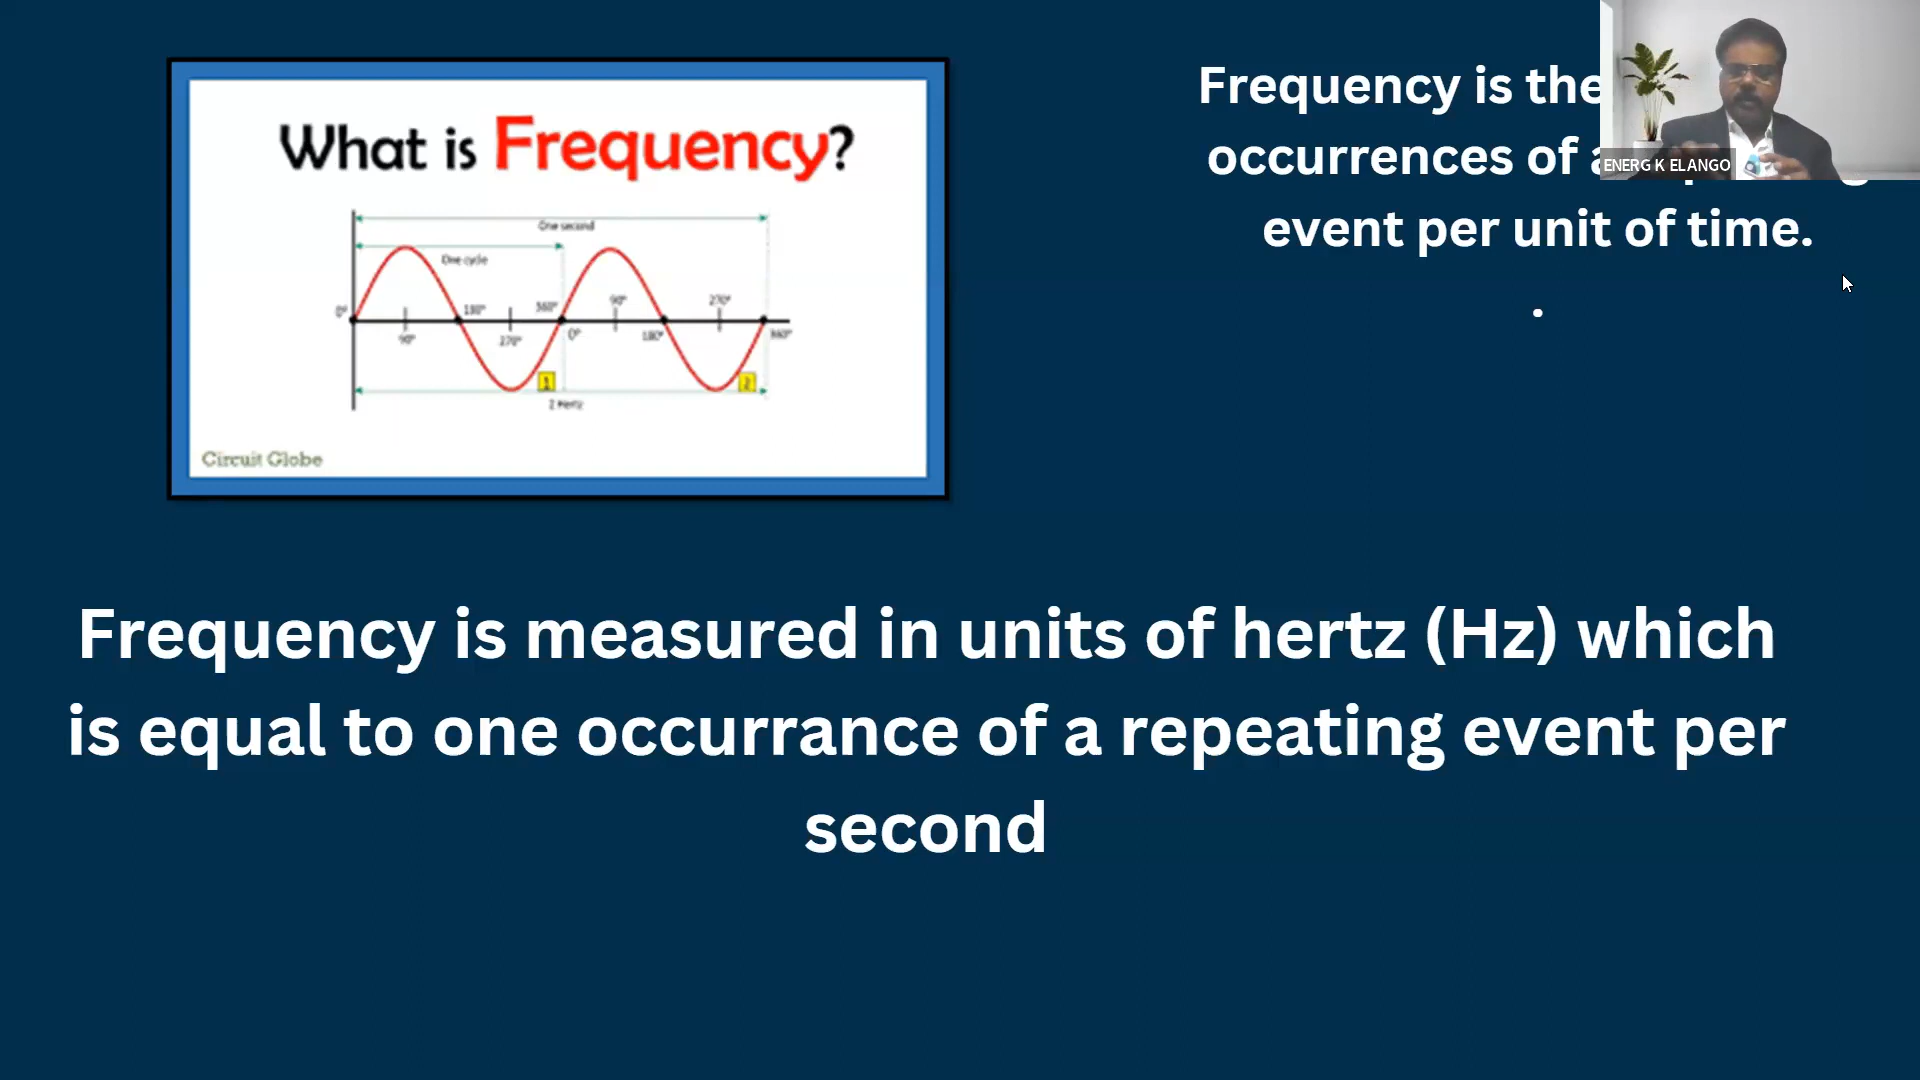 What is Frequency?
One second
One cycle
0°
90°
180°
270°
360°
0°
90°
180°
270°
360°
1
2
2 Hertz
Circuit Globe
Frequency is the
occurrences of
event per unit of time.
.
ENERG K ELANGO
Frequency is measured in units of hertz (Hz) which
is equal to one occurrance of a repeating event per
second